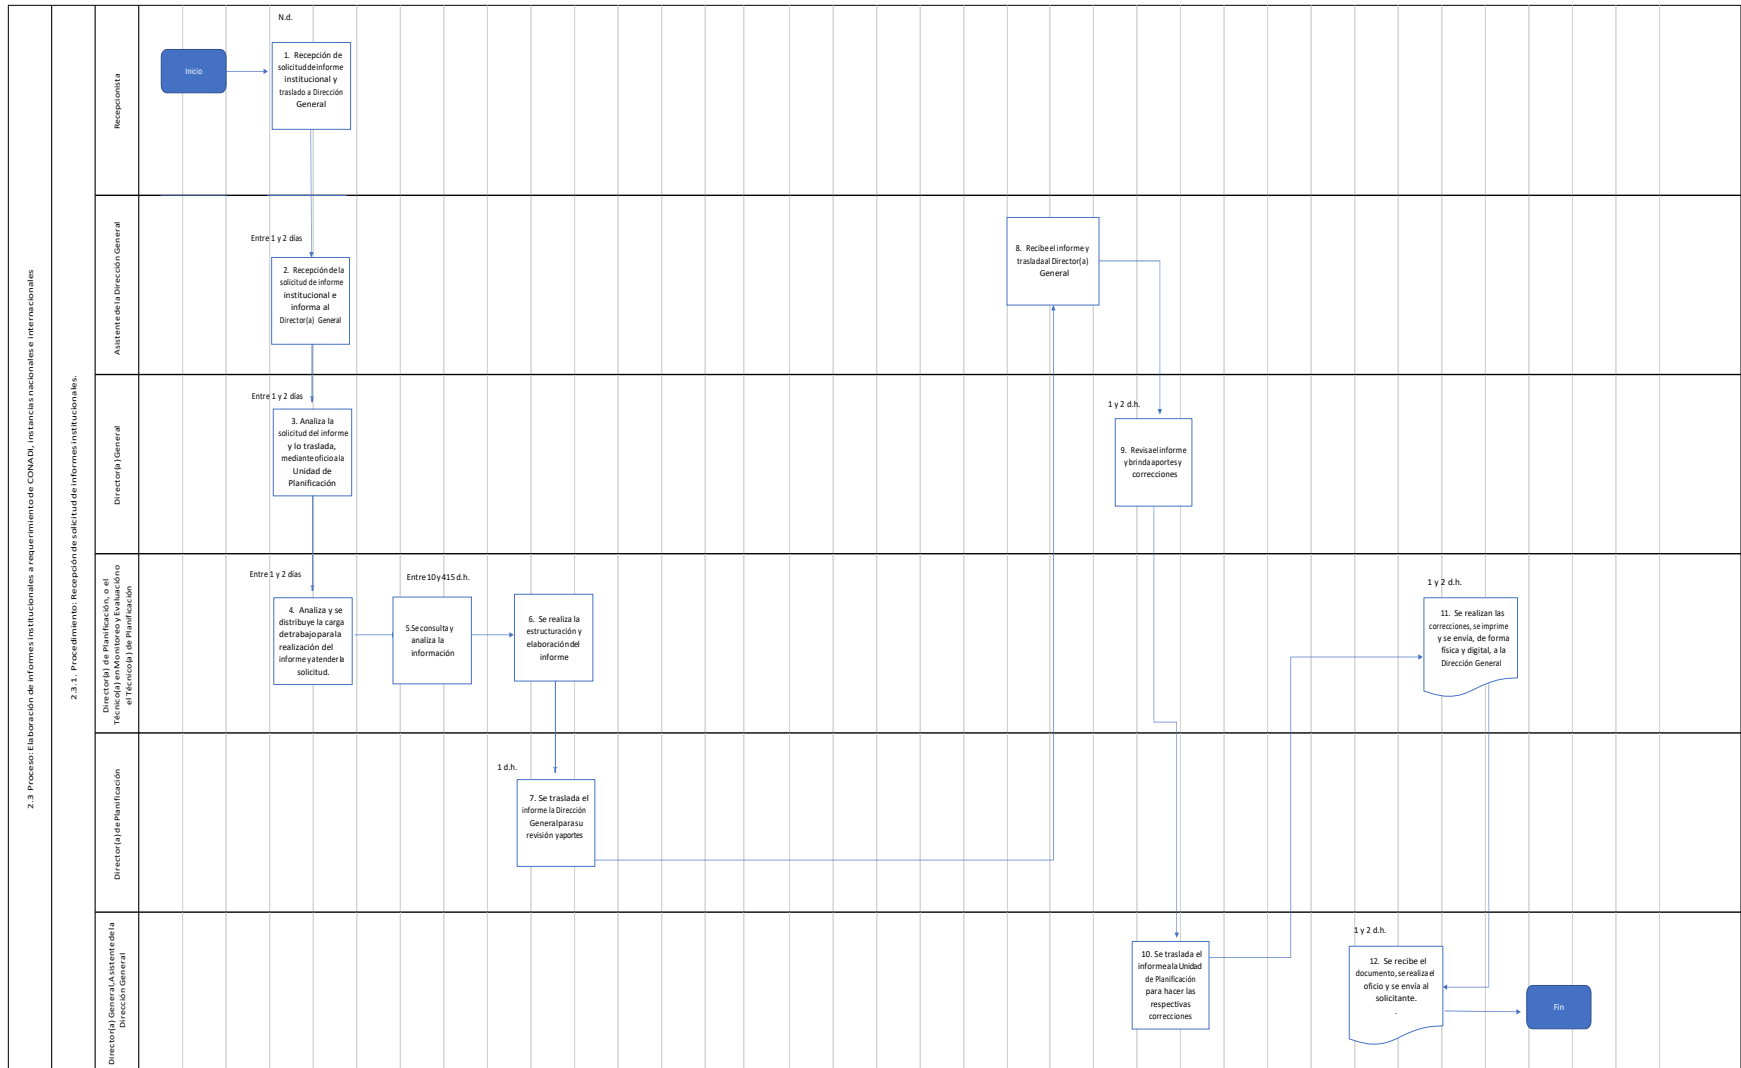 2.3 Proceso: Elaboración de informes institucionales a requerimiento de CONADI, instancias nacionales e internacionales
2.3.1. Procedimiento: Recepción de solicitud de informes institucionales.
Recepcionista
N.d.
Inicio
1. Recepción de
solicitud de informe
institucional y
traslado a Dirección
General
Asistente de la Dirección General
Entre 1 y 2 días
2. Recepción de la
solicitud de informe
institucional e
informa al
Director(a) General
8. Recibe el informe y
traslada al Director(a)
General
Director(a) General
Entre 1 y 2 días
3. Analiza la
solicitud del informe
y lo traslada,
mediante oficio a la
Unidad de
Planificación
1 y 2 d.h.
9. Revisa el informe
y brinda aportes y
correcciones
Director(a) de Planificación, o el
Técnico(a) en Monitoreo y Evaluación o
el Técnico(a) de Planificación
Entre 1 y 2 días
4. Analiza y se
distribuye la carga
de trabajo para la
realización del
informe y atender la
solicitud.
Entre 10 y 415 d.h.
5.Se consulta y
analiza la
información
6. Se realiza la
estructuración y
elaboración del
informe
1 y 2 d.h.
11. Se realizan las
correcciones, se imprime
y se envía, de forma
física y digital, a la
Dirección General
Director(a) de Planificación
1 d.h.
7. Se traslada el
informe la Dirección
General para su
revisión y aportes
Director(a) General, Asistente de la
Dirección General
10. Se traslada el
informe a la Unidad
de Planificación
para hacer las
respectivas
correcciones
1 y 2 d.h.
12. Se recibe el
documento, se realiza el
oficio y se envía al
solicitante.
.
Fin